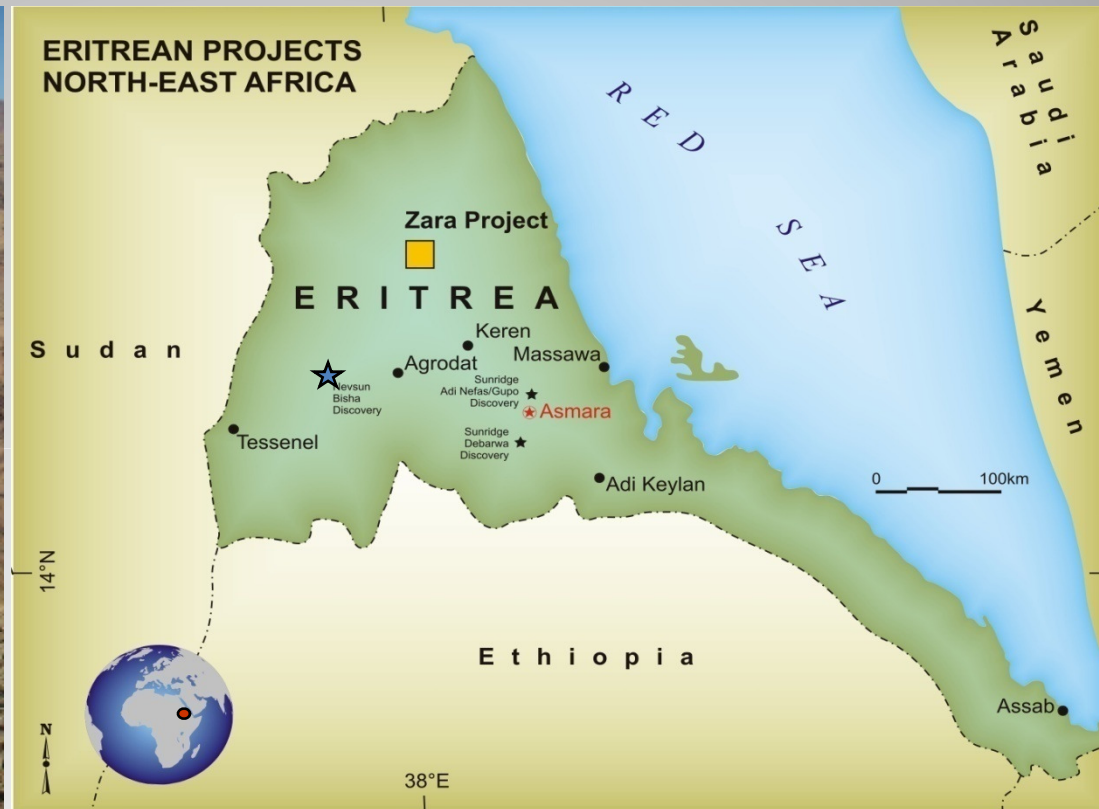 ERITREAN PROJECTS
NORTH-EAST AFRICA
Saudi
Arabia
RED
SEA
Zara Project
ERITREA
Sudan
Keren
Agrodat
Massawa
Nevsun
Bisha
Discovery
Sunridge
Adi Nefas/Gupo
Discovery
Asmara
Yemen
Tessenel
Sunridge
Debarwa
Discovery
Adi Keylan
0 100km
14°N
Ethiopia
Assab
N
38°E